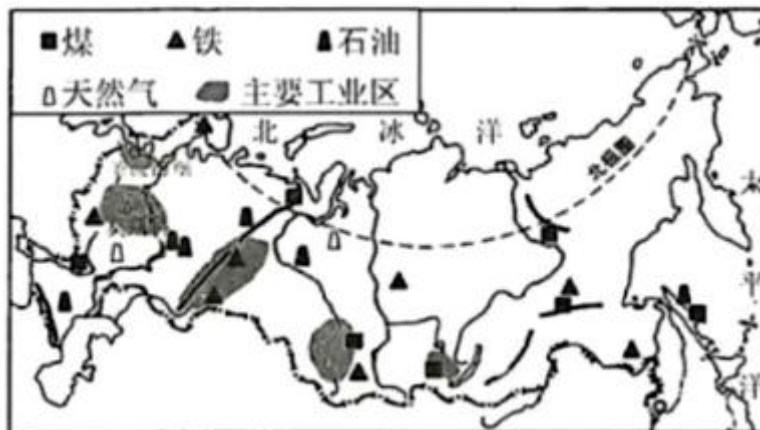 煤 铁 石油
天然气 主要工业区
北 冰 洋
北极圈
太
平
洋